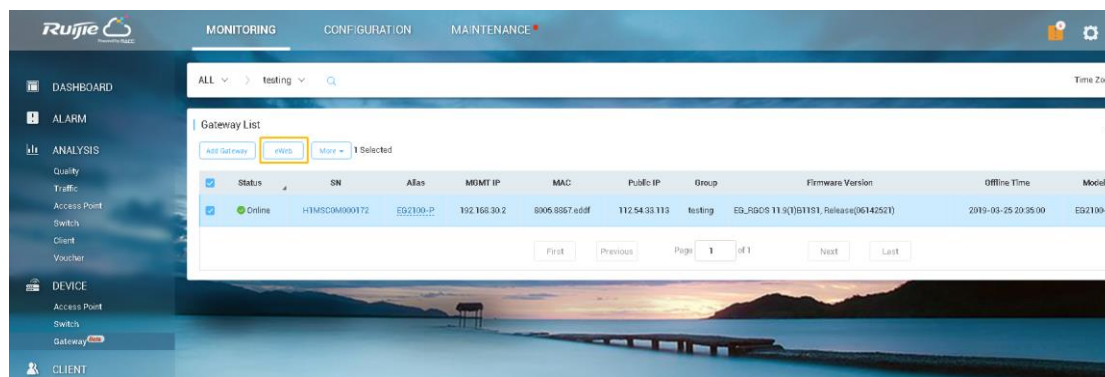 Ruijie MONITORING CONFIGURATION MAINTENANCE
DASHBOARD
ALARM
ANALYSIS
Quality
Traffic
Access Point
Switch
Client
Voucher
DEVICE
Access Point
Switch
Gateway
CLIENT
ALL > testing Time Zo
Gateway List
Add Gateway eWeb More 1 Selected
Status SN Alias MGMT IP MAC Public IP Group Firmware Version Offline Time Model
Online H1MSC0M000172 EG2100-P 192.168.30.2 112.54.33.113 testing EG_RGOS 11.9(1)B11S1, Release(06142521) 2019-03-25 20:35:00 EG2100-
First Previous Page 1 of 1 Next Last